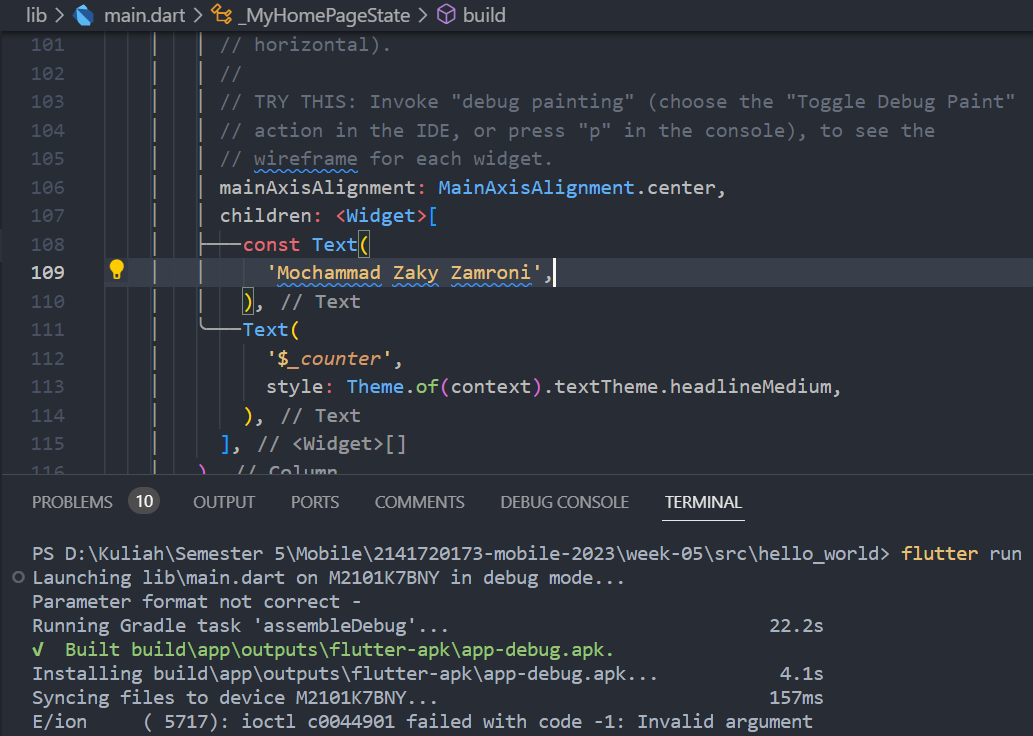 lib > main.dart > _MyHomePageState > build
101 // horizontal).
102 //
103 // TRY THIS: Invoke "debug painting" (choose the "Toggle Debug Paint"
104 // action in the IDE, or press "p" in the console), to see the
105 // wireframe for each widget.
106 mainAxisAlignment: MainAxisAlignment.center,
107 children: <Widget>[
108 const Text(
109 'Mochammad Zaky Zamroni',
110 ), // Text
111 Text(
112 '$_counter',
113 style: Theme.of(context).textTheme.headlineMedium,
114 ), // Text
115 ], // <Widget>[]
116 ), // Column
PROBLEMS 10 OUTPUT PORTS COMMENTS DEBUG CONSOLE TERMINAL
PS D:\Kuliah\Semester 5\Mobile\2141720173-mobile-2023\week-05\src\hello_world> flutter run
Launching lib\main.dart on M2101K7BNY in debug mode...
Parameter format not correct -
Running Gradle task 'assembleDebug'... 22.2s
√ Built build\app\outputs\flutter-apk\app-debug.apk.
Installing build\app\outputs\flutter-apk\app-debug.apk... 4.1s
Syncing files to device M2101K7BNY... 157ms
E/ion ( 5717): ioctl c0044901 failed with code -1: Invalid argument